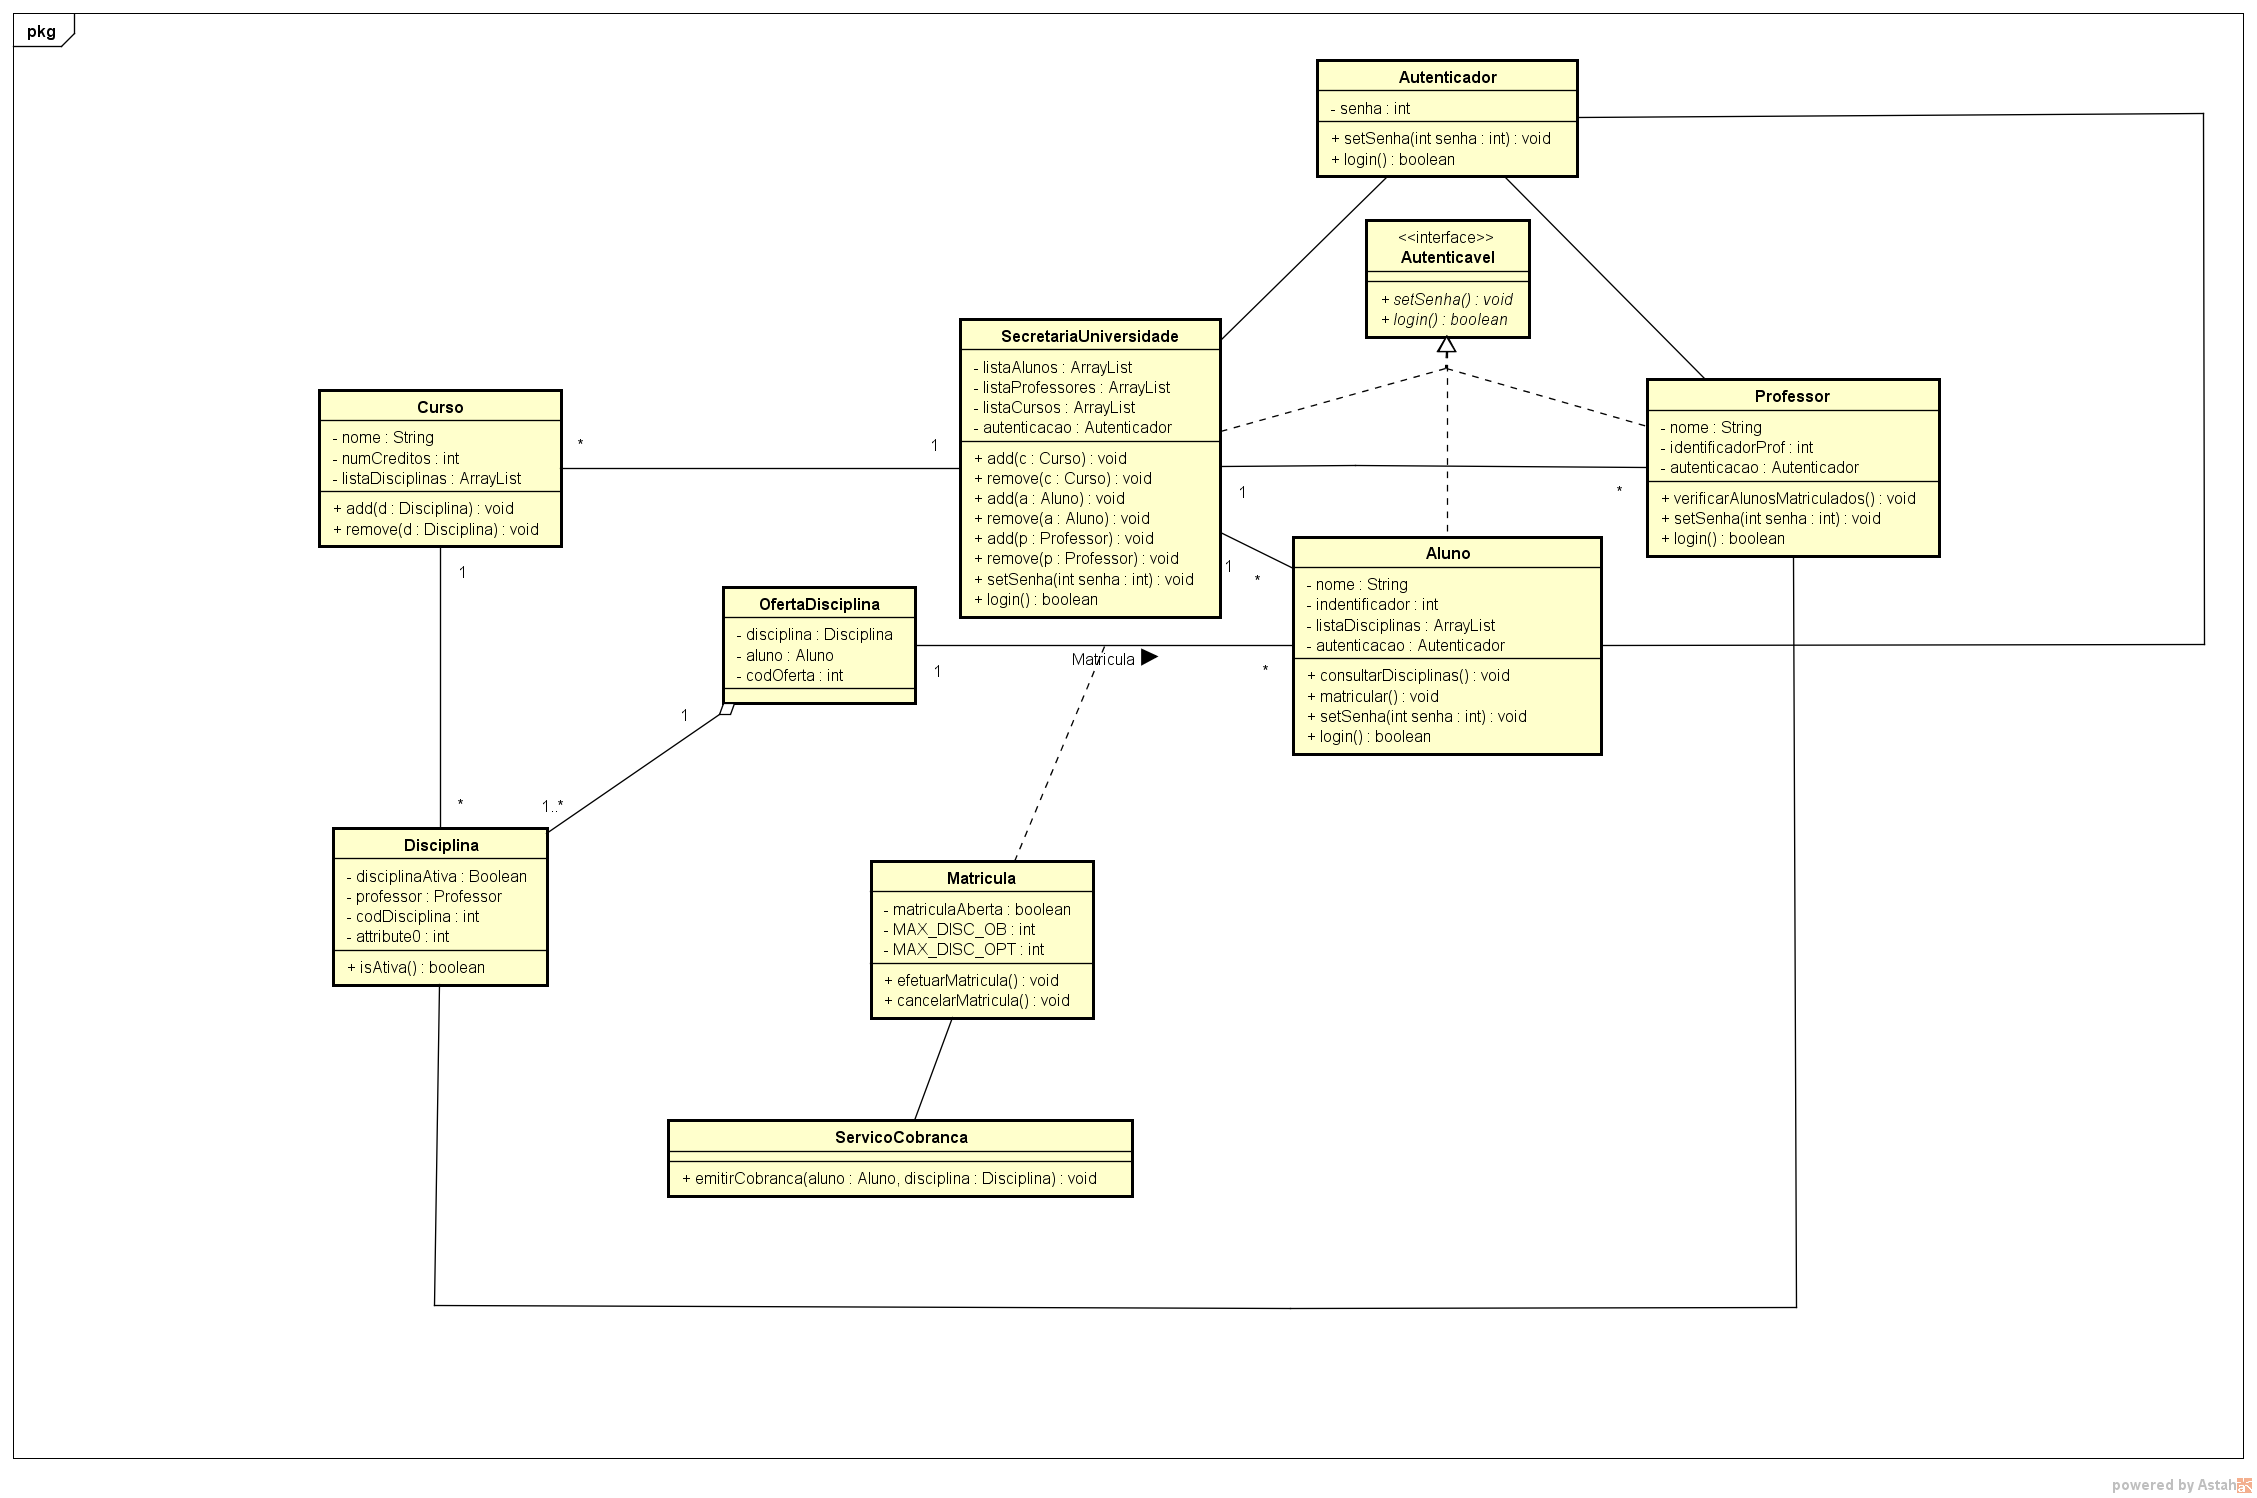 pkg
Autenticador
- senha : int
+ setSenha(int senha : int) : void
+ login() : boolean
<<interface>>
Autenticavel
+ setSenha() : void
+ login() : boolean
SecretariaUniversidade
- listaAlunos : ArrayList
- listaProfessores : ArrayList
- listaCursos : ArrayList
- autenticacao : Autenticador
+ add(c : Curso) : void
+ remove(c : Curso) : void
+ add(a : Aluno) : void
+ remove(a : Aluno) : void
+ add(p : Professor) : void
+ remove(p : Professor) : void
+ setSenha(int senha : int) : void
+ login() : boolean
Professor
- nome : String
- identificadorProf : int
- autenticacao : Autenticador
+ verificarAlunosMatriculados() : void
+ setSenha(int senha : int) : void
+ login() : boolean
Curso
- nome : String
- numCreditos : int
- listaDisciplinas : ArrayList
+ add(d : Disciplina) : void
+ remove(d : Disciplina) : void
*
1
1
*
1
*
1
Aluno
- nome : String
- indentificador : int
- listaDisciplinas : ArrayList
- autenticacao : Autenticador
+ consultarDisciplinas() : void
+ matricular() : void
+ setSenha(int senha : int) : void
+ login() : boolean
OfertaDisciplina
- disciplina : Disciplina
- aluno : Aluno
- codOferta : int
1
Matricula
*
1
1..*
*
Disciplina
- disciplinaAtiva : Boolean
- professor : Professor
- codDisciplina : int
- attribute0 : int
+ isAtiva() : boolean
Matricula
- matriculaAberta : boolean
- MAX_DISC_OB : int
- MAX_DISC_OPT : int
+ efetuarMatricula() : void
+ cancelarMatricula() : void
ServicoCobranca
+ emitirCobranca(aluno : Aluno, disciplina : Disciplina) : void
powered by Astah